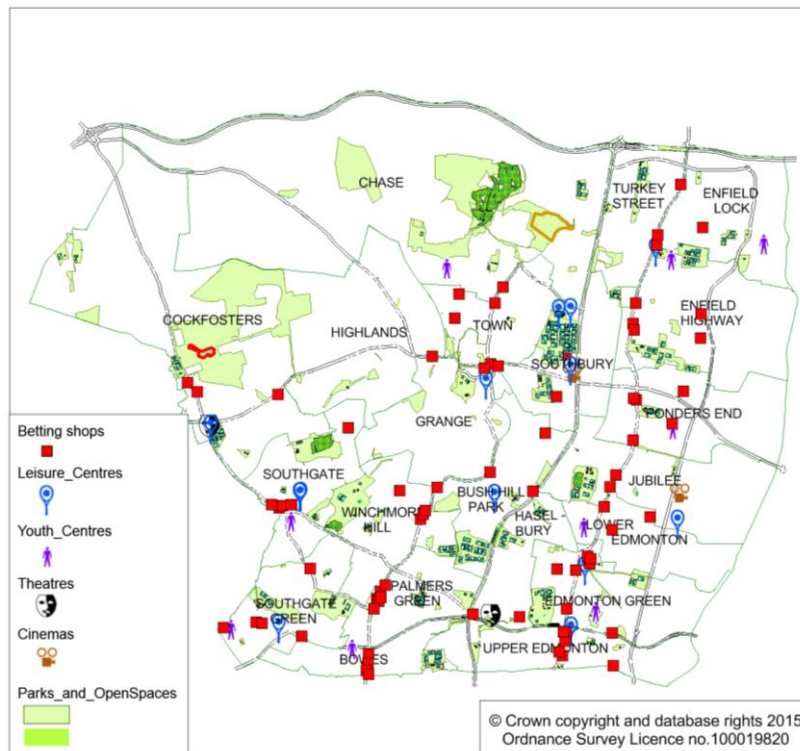 CHASE
TURKEY
STREET
ENFIELD
LOCK
COCKFOSTERS
HIGHLANDS
TOWN
ENFIELD
HIGHWAY
SOUTHBURY
GRANGE
PONDERS END
Betting shops
Leisure_Centres
Youth_Centres
Theatres
Cinemas
Parks_and_OpenSpaces
SOUTHGATE
WINCHMORE
HILL
BUSH HILL
PARK
HASEL
BURY
JUBILEE
LOWER
EDMONTON
PALMERS
GREEN
SOUTHGATE
GREEN
EDMONTON GREEN
BOWES
UPPER EDMONTON
© Crown copyright and database rights 2015
Ordnance Survey Licence no.100019820